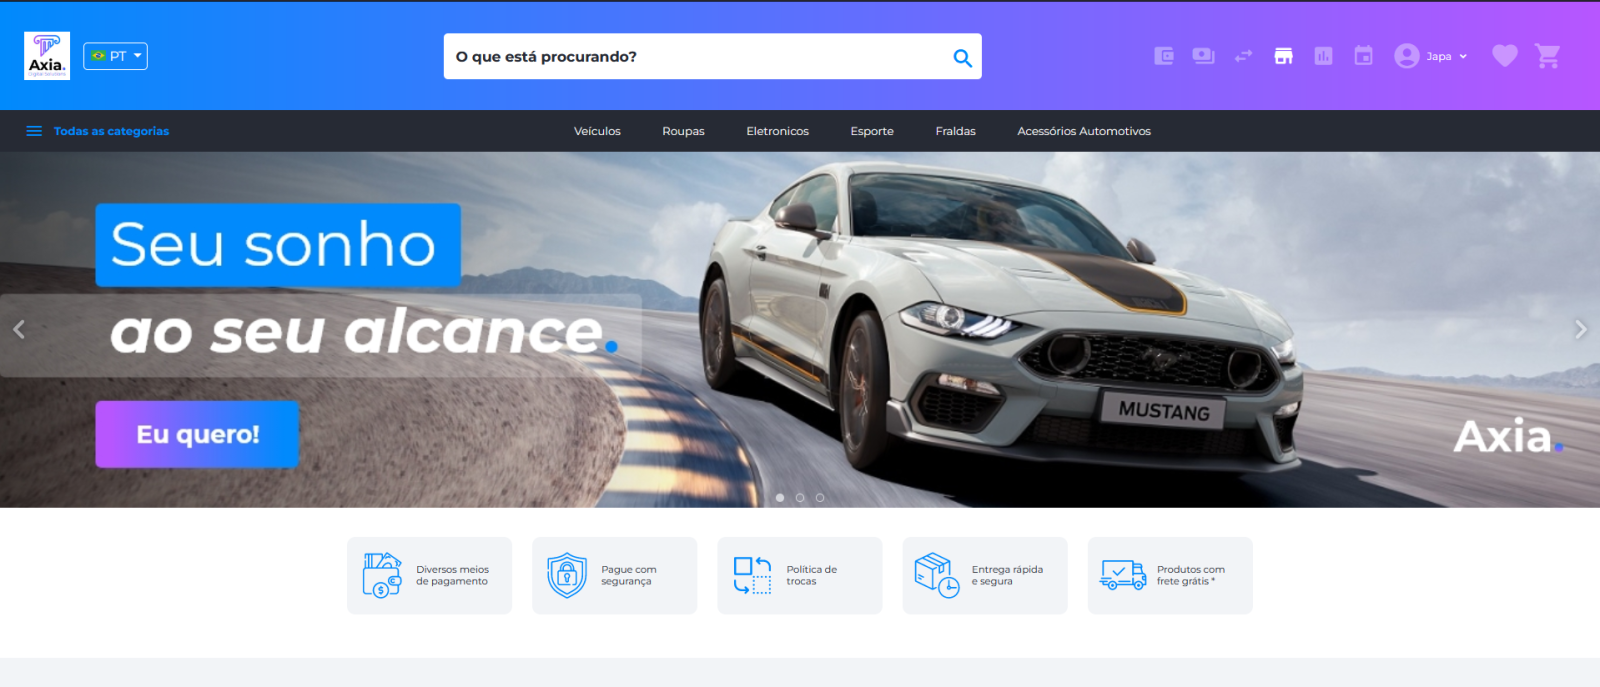 Axia.
Digital Solutions
PT
O que está procurando?
Japa
Todas as categorias
Veículos
Roupas
Eletronicos
Esporte
Fraldas
Acessórios Automotivos
Seu sonho
ao seu alcance.
Eu quero!
MUSTANG
Axia.
Diversos meios
de pagamento
Pague com
segurança
Política de
trocas
Entrega rápida
e segura
Produtos com
frete grátis *